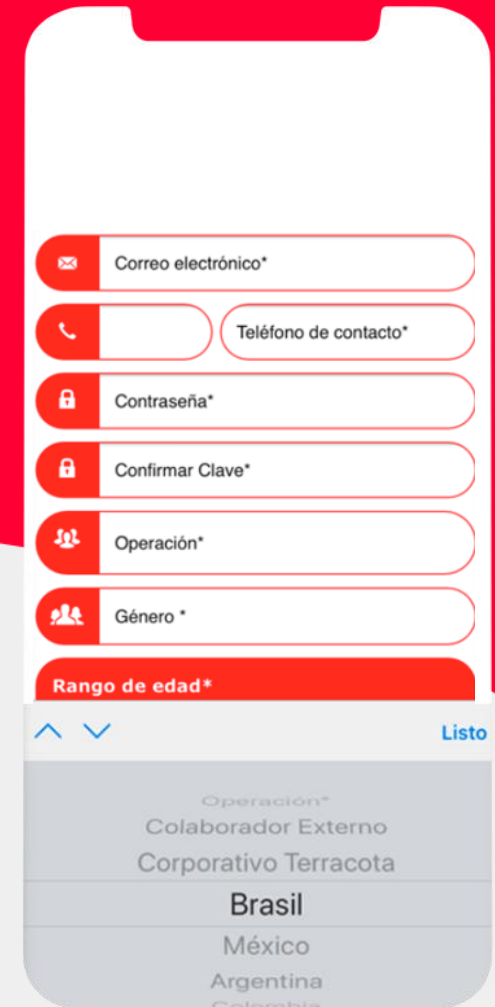 Correo electrónico*
Teléfono de contacto*
Contraseña*
Confirmar Clave*
Operación*
Género *
Rango de edad*
Listo
Operación*
Colaborador Externo
Corporativo Terracota
Brasil
México
Argentina
Colombia